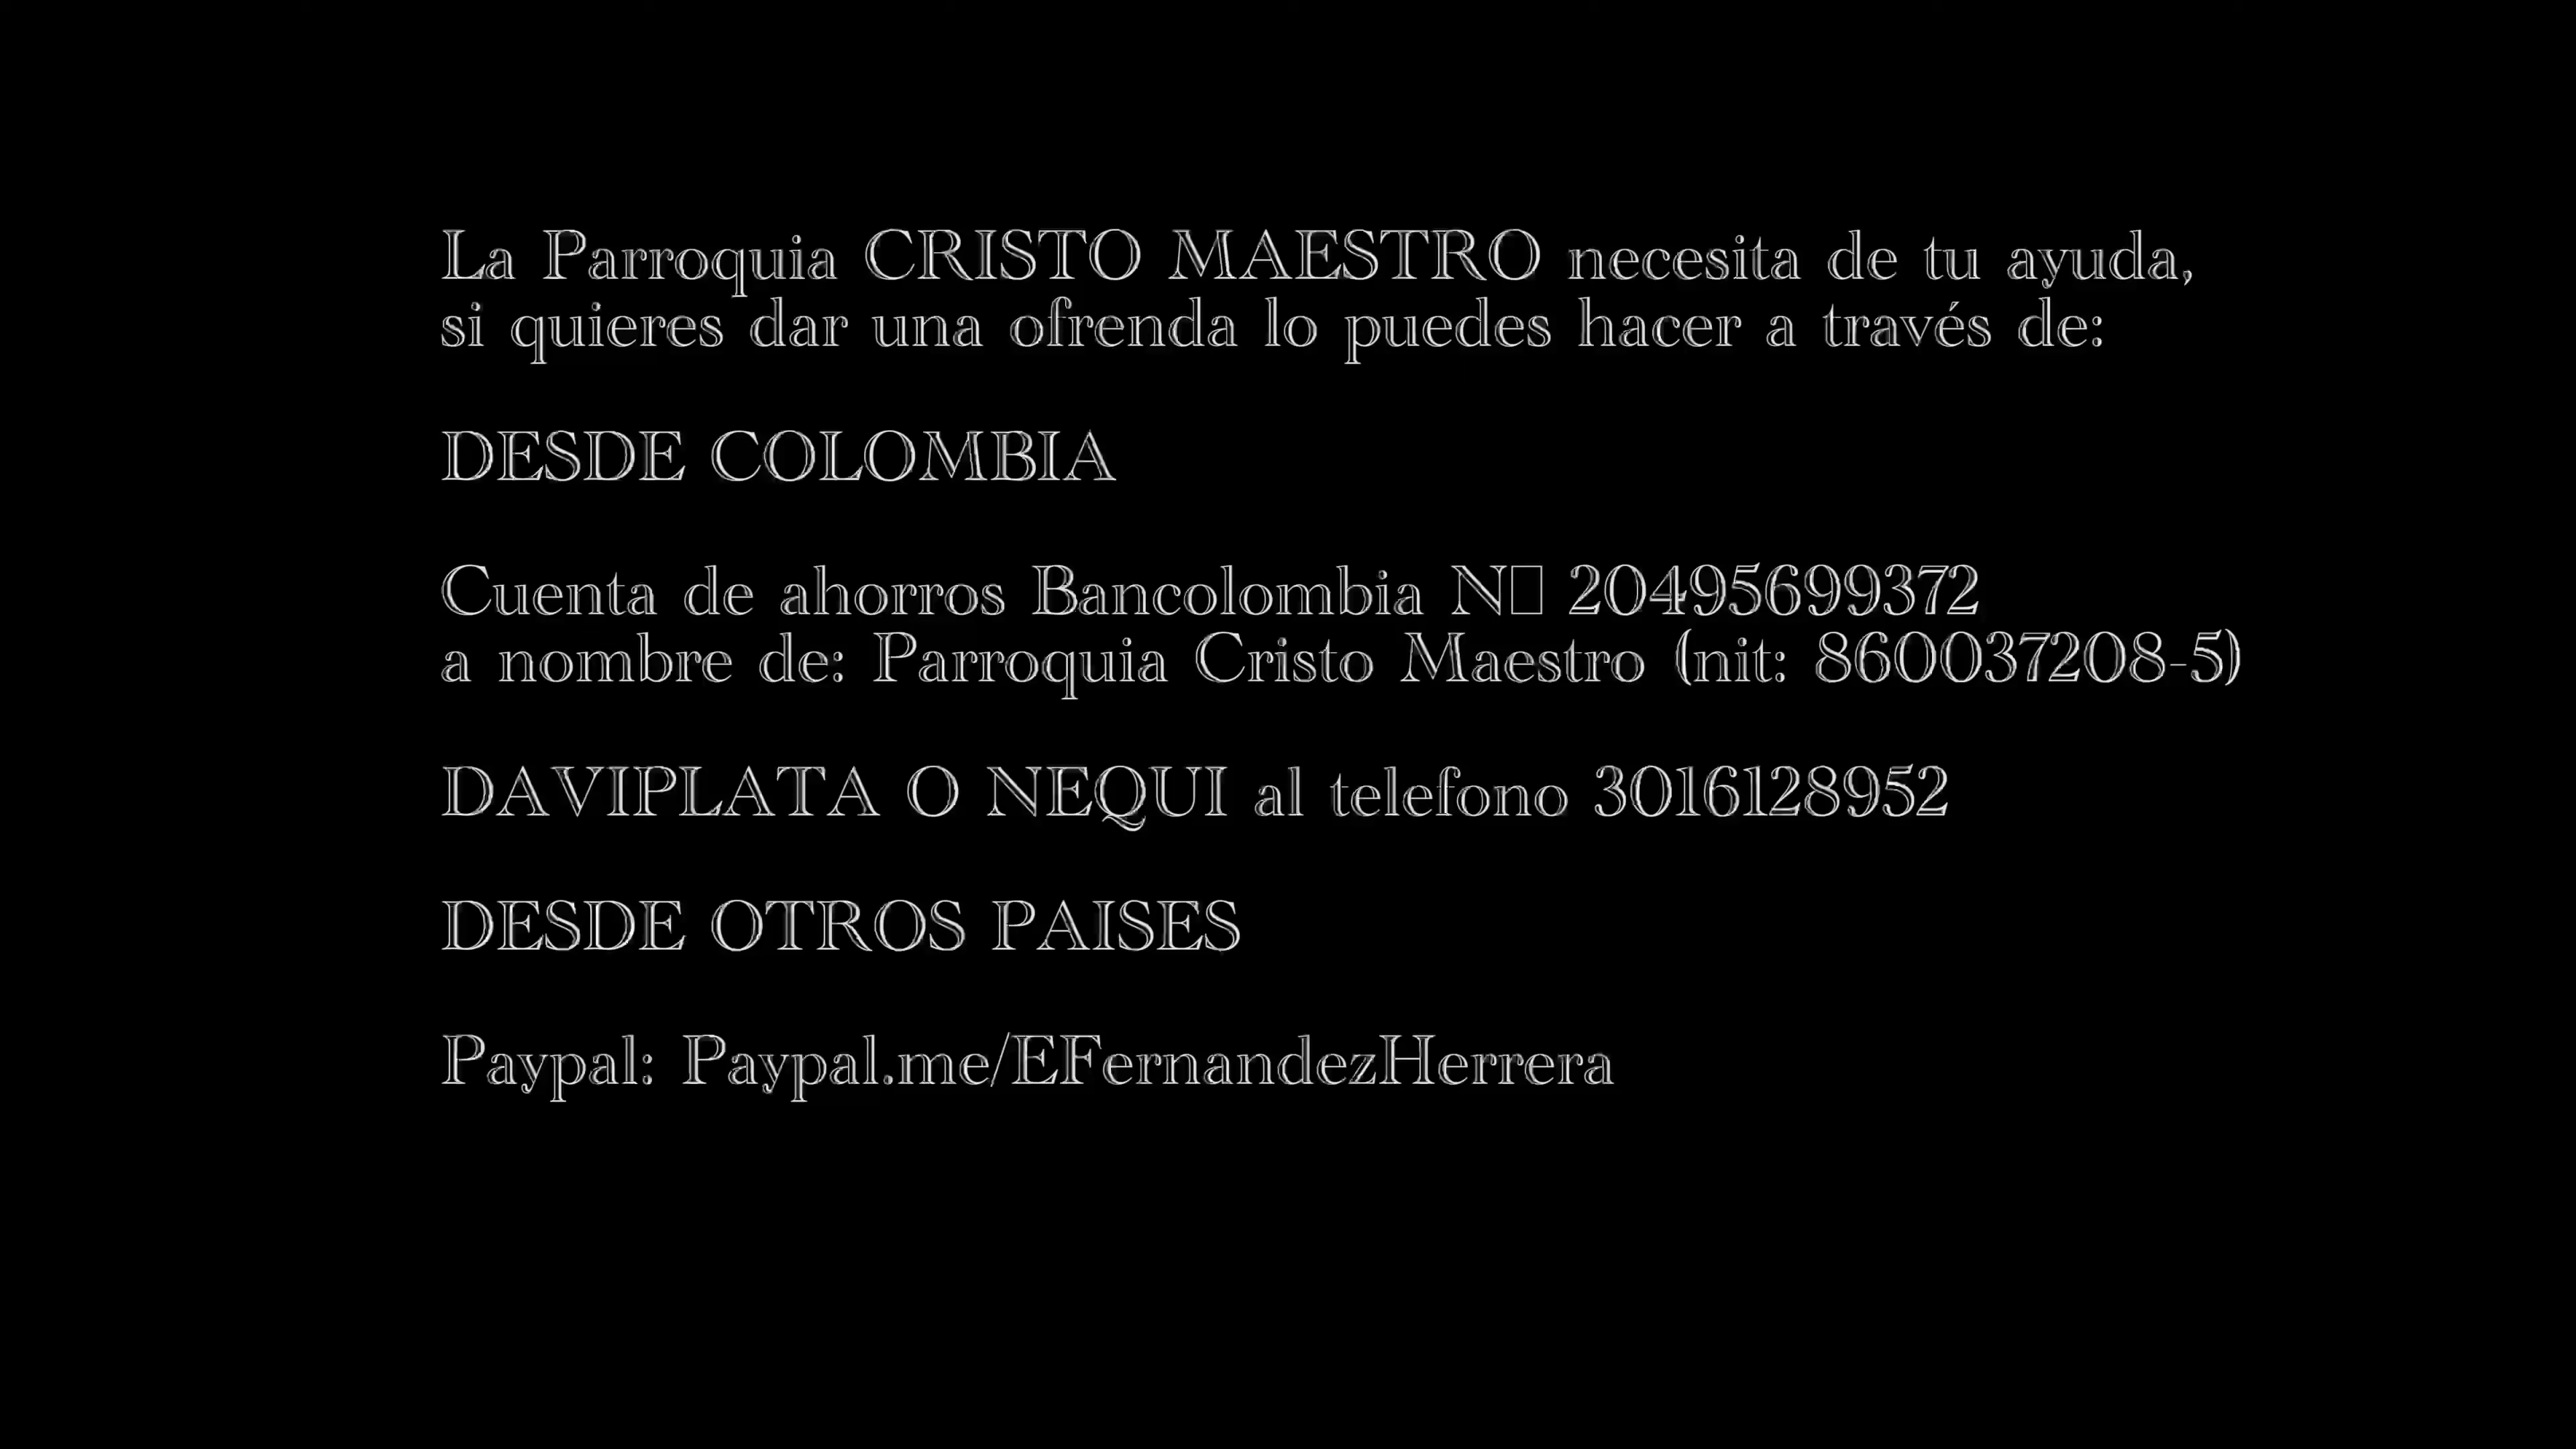 La Parroquia CRISTO MAESTRO necesita de tu ayuda,
si quieres dar una ofrenda lo puedes hacer a través de:
DESDE COLOMBIA
Cuenta de ahorros Bancolombia N□ 20495699372
a nombre de: Parroquia Cristo Maestro (nit: 860037208-5)
DAVIPLATA O NEQUI al telefono 3016128952
DESDE OTROS PAISES
Paypal: Paypal.me/EFernandezHerrera